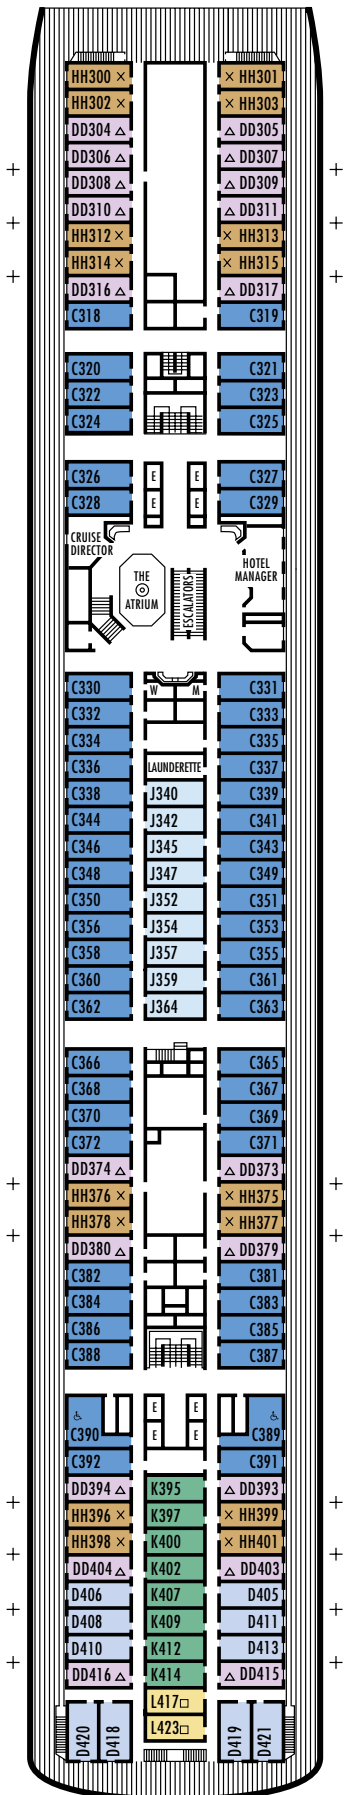 HH300 × × HH301
HH302 × × HH303
DD304 △ △ DD305
DD306 △ △ DD307
DD308 △ △ DD309
DD310 △ △ DD311
HH312 × × HH313
HH314 × × HH315
DD316 △ △ DD317
C318 C319
C320 C321
C322 C323
C324 C325
C326 E E C327
C328 E E C329
CRUISE
DIRECTOR
THE
ATRIUM
ESCALATORS
HOTEL
MANAGER
C330 W M C331
C332 C333
C334 C335
C336 LAUNDERETTE C337
C338 J340 C339
C344 J342 C341
C346 J345 C343
C348 J347 C349
C350 J352 C351
C356 J354 C353
C358 J357 C355
C360 J359 C361
C362 J364 C363
C366 C365
C368 C367
C370 C369
C372 C371
DD374 △ △ DD373
HH376 × × HH375
HH378 × × HH377
DD380 △ △ DD379
C382 C381
C384 C383
C386 C385
C388 C387
E E
C390 E E C389
C392 C391
DD394 △ K395 △ DD393
HH396 × K397 × HH399
HH398 × K400 × HH401
DD404 △ K402 △ DD403
D406 K407 D405
D408 K409 D411
D410 K412 D413
DD416 △ K414 △ DD415
L417□
L423□
D420 D418 D419 D421